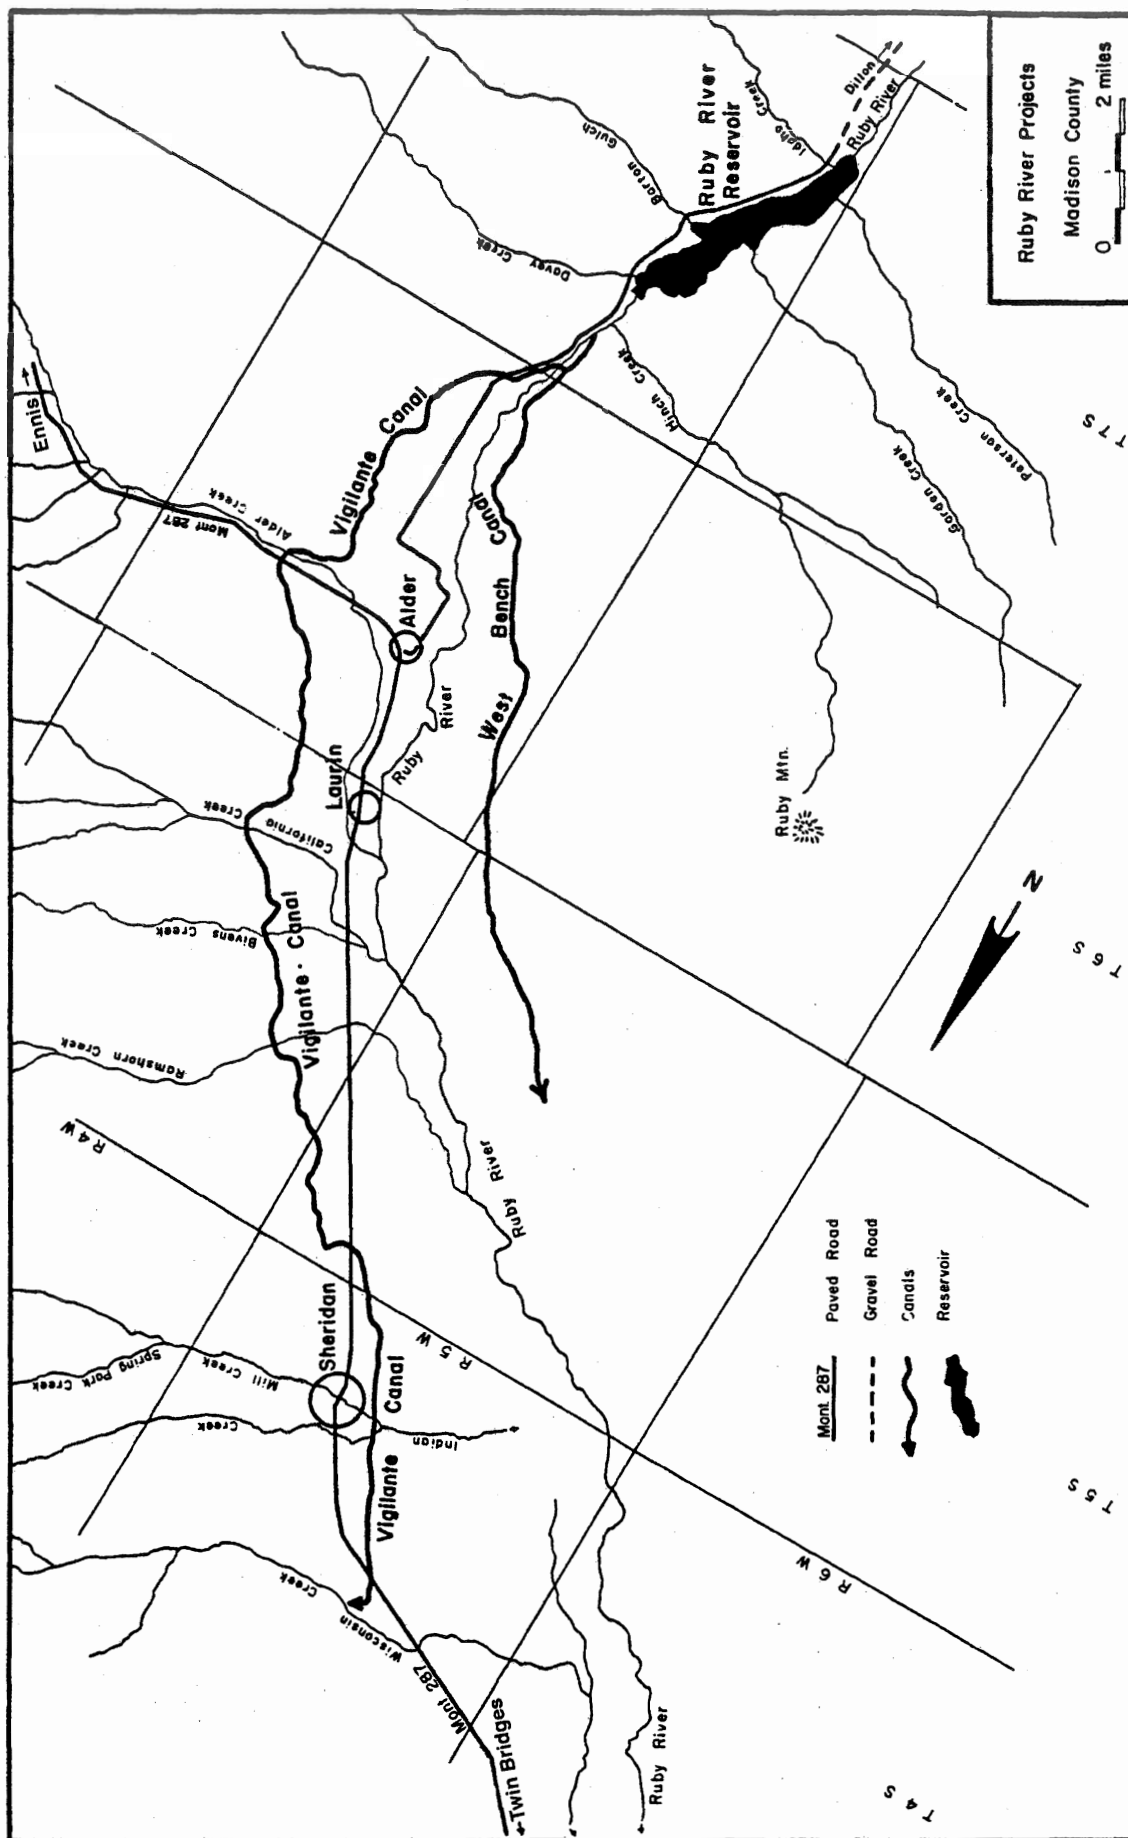 Ruby River Projects
Madison County
0 1 2 miles
Dillon
Ruby River
Idaho Creek
Ruby River
Reservoir
Barton Gulch
Davey Creek
Hinch Creek
Garden Creek
Peterson Creek
T 7 S
Ennis
Mont 287
Alder Creek
Vigilante Canal
Alder
West Bench Canal
Ruby River
Laurin
California Creek
Bivens Creek
Ramshorn Creek
Vigilante Canal
Ruby Mtn.
N
T 6 S
R 4 W
Ruby River
R 5 W
Sheridan
Mill Creek
Spring Park Creek
Indian Creek
Vigilante Canal
Wisconsin Creek
Mont 287
Twin Bridges
Ruby River
R 6 W
T 5 S
T 4 S
Mont 287 Paved Road
Gravel Road
Canals
Reservoir